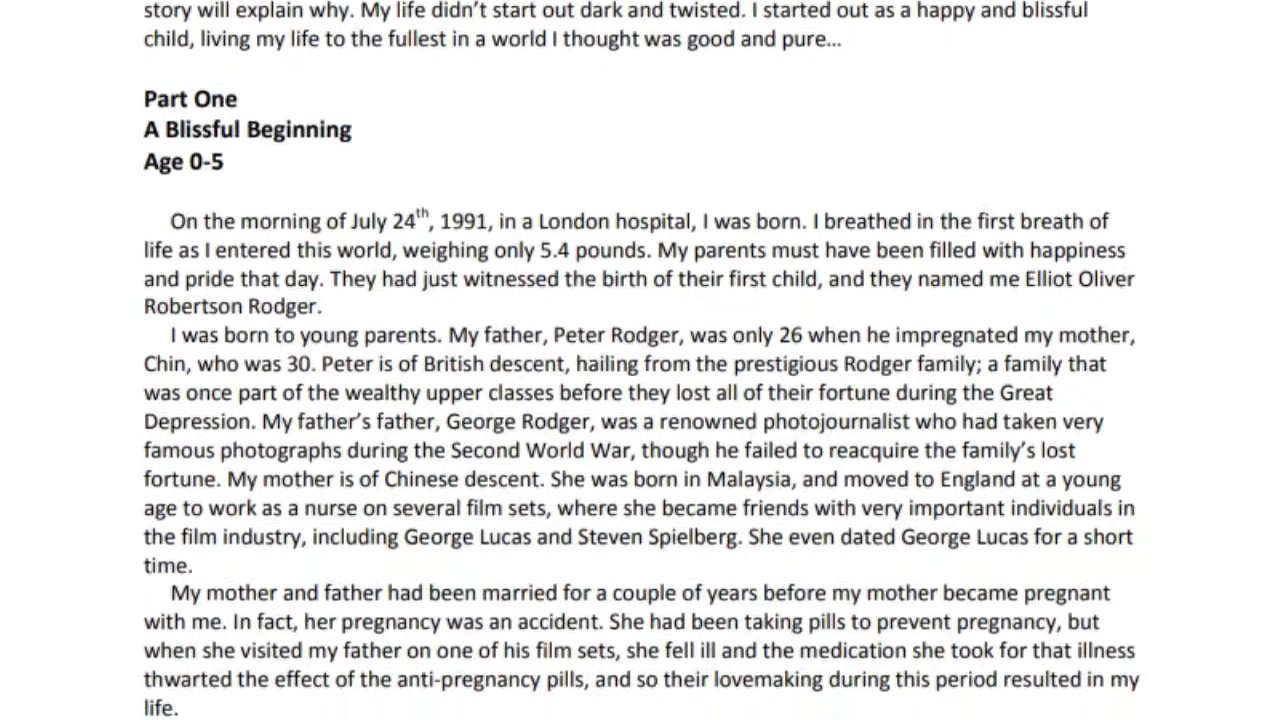 story will explain why. My life didn’t start out dark and twisted. I started out as a happy and blissful
child, living my life to the fullest in a world I thought was good and pure…
Part One
A Blissful Beginning
Age 0-5
On the morning of July 24th, 1991, in a London hospital, I was born. I breathed in the first breath of
life as I entered this world, weighing only 5.4 pounds. My parents must have been filled with happiness
and pride that day. They had just witnessed the birth of their first child, and they named me Elliot Oliver
Robertson Rodger.
I was born to young parents. My father, Peter Rodger, was only 26 when he impregnated my mother,
Chin, who was 30. Peter is of British descent, hailing from the prestigious Rodger family; a family that
was once part of the wealthy upper classes before they lost all of their fortune during the Great
Depression. My father’s father, George Rodger, was a renowned photojournalist who had taken very
famous photographs during the Second World War, though he failed to reacquire the family’s lost
fortune. My mother is of Chinese descent. She was born in Malaysia, and moved to England at a young
age to work as a nurse on several film sets, where she became friends with very important individuals in
the film industry, including George Lucas and Steven Spielberg. She even dated George Lucas for a short
time.
My mother and father had been married for a couple of years before my mother became pregnant
with me. In fact, her pregnancy was an accident. She had been taking pills to prevent pregnancy, but
when she visited my father on one of his film sets, she fell ill and the medication she took for that illness
thwarted the effect of the anti-pregnancy pills, and so their lovemaking during this period resulted in my
life.